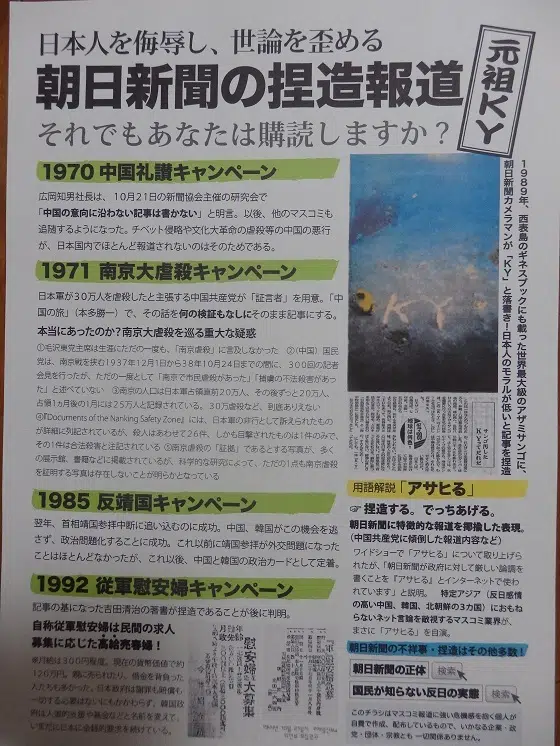 日本人を侮辱し、世論を歪める
朝日新聞の捏造報道
それでもあなたは購読しますか?
元祖KY
1970 中国礼讃キャンペーン
広岡知男社長は、10月21日の新聞協会主催の研究会で
「中国の意向に沿わない記事は書かない」と明言。以後、他のマスコミも
追随するようになった。チベット侵略や文化大革命の虐殺等の中国の悪行
が、日本国内でほとんど報道されないのはそのためである。
1971 南京大虐殺キャンペーン
日本軍が30万人を虐殺したと主張する中国共産党が「証言者」を用意。「中
国の旅」(本多勝一)で、その話を何の検証もなしにそのまま記事にする。
本当にあったのか?南京大虐殺を巡る重大な疑惑
①毛沢東党主席は生涯にただの一度も、「南京虐殺」に言及しなかった ②(中国)国民
党は、南京戦を挟む1937年12月1日から38年10月24日までの間に、300回の記者
会見を行ったが、ただの一度として「南京で市民虐殺があった」「捕虜の不法殺害があっ
た」と述べていない ③南京の人口は日本軍占領直前20万人、その後ずっと20万人、
占領1ヵ月後の1月には25万人と記録されている。30万虐殺など、到底ありえない
④『Documents of the Nanking Safety Zone』には、日本軍の非行として訴えられたもの
が詳細に列記されているが、殺人はあわせて26件、しかも目撃されたものは1件のみで、
その1件は合法殺害と注記されている ⑤南京虐殺の「証拠」であるとする写真が、多く
の展示館、書籍などに掲載されているが、科学的な研究によって、ただの1点も南京虐殺
を証明する写真は存在しないことが明らかとなっている
1985 反靖国キャンペーン
翌年、首相靖国参拝中断に追い込むのに成功。中国、韓国がこの機会を逃
さず、政治問題化することに成功。これ以前に靖国参拝が外交問題になった
ことはほとんどなかったが、これ以後、中国と韓国の政治カードとして定着。
1992 従軍慰安婦キャンペーン
記事の基になった吉田清治の著書が捏造であることが後に判明。
自称従軍慰安婦は民間の求人
募集に応じた高給売春婦!
※月給は300円程度。現在の貨幣価値で約
120万円。親に売られたり、借金を背負った
人たちも多かった。日本政府は謝罪も賠償も
一切する必要はないにもかかわらず、韓国政
慰安婦至急募集
慰安婦大募集
1989年、西表島のギネスブックにも載った世界最大級のアザミサンゴに、
朝日新聞カメラマンが「KY」と落書き!日本人のモラルが低いと記事を捏造
KY
サンゴ汚した
K・Yってだれだ
用語解説「アサヒる」
☞ 捏造する。でっちあげる。
朝日新聞に特徴的な報道を揶揄した表現。
(中国共産党に傾倒した報道内容など)
ワイドショーで「アサヒる」について取り上げら
れたが、「朝日新聞が政府に対して厳しい論調を
書くことを『アサヒる』とインターネットで使わ
れています」と説明。 特定アジア(反日感情
の高い中国、韓国、北朝鮮の3カ国)におもね
らないネット言論を敵視するマスコミ業界が、
まさに「アサヒる」を自演。
朝日新聞の不祥事・捏造はその他多数!
朝日新聞の正体 検索
国民が知らない反日の実態 検索
このチラシはマスコミ報道に強い危機感を抱く個人が
自費で作成、配布しているもので、いかなる企業・政
党・団体・宗教とも一切関係ありません。